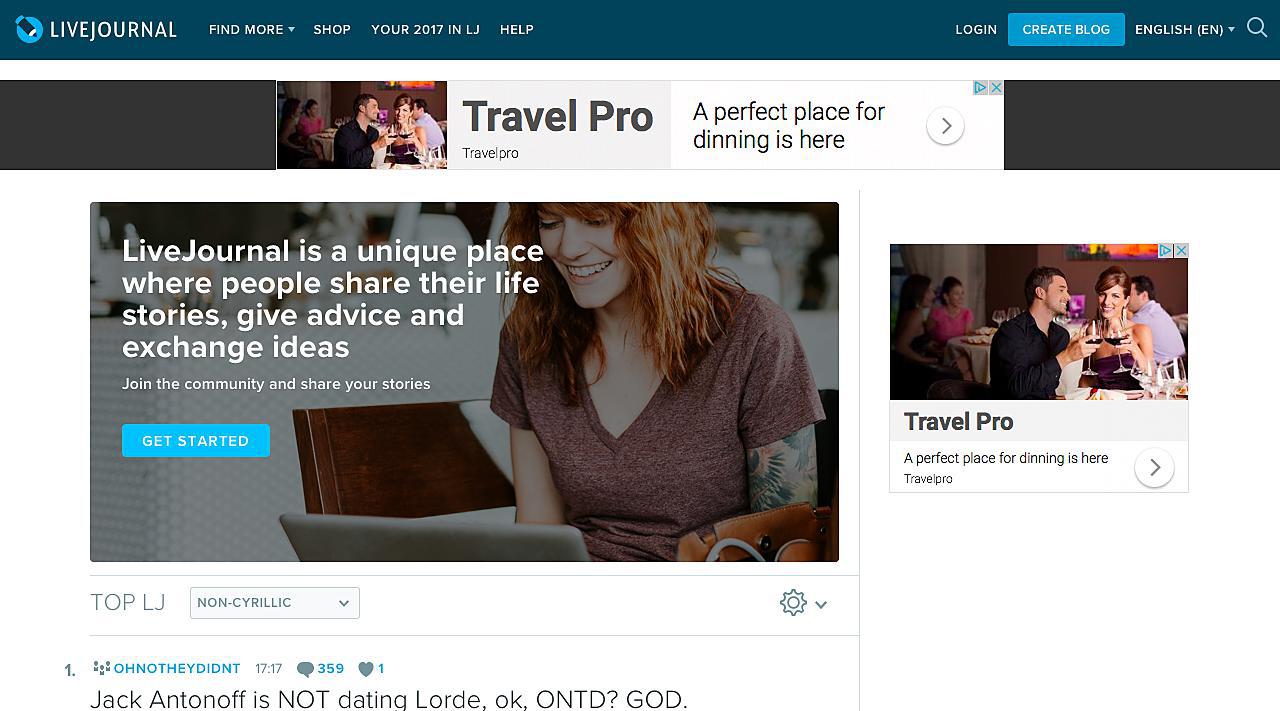 LIVEJOURNAL FIND MORE SHOP YOUR 2017 IN LJ HELP LOGIN CREATE BLOG ENGLISH (EN)
Travel Pro
Travelpro
A perfect place for
dinning is here
LiveJournal is a unique place
where people share their life
stories, give advice and
exchange ideas
Join the community and share your stories
GET STARTED
Travel Pro
A perfect place for dinning is here
Travelpro
TOP LJ NON-CYRILLIC
1. OHNOTHEYDIDNT 17:17 359 1
Jack Antonoff is NOT dating Lorde, ok, ONTD? GOD.